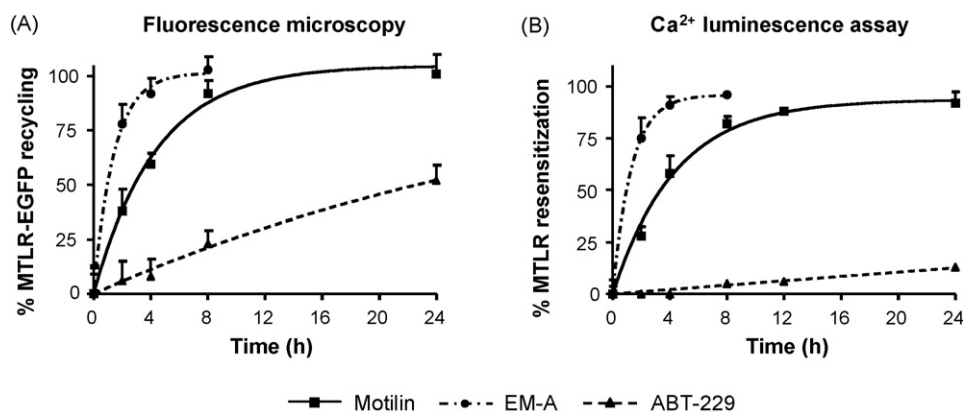 (A)
Fluorescence microscopy
% MTLR-EGFP recycling
100
75
50
25
0
0 4 8 12 16 20 24
Time (h)
(B)
Ca²⁺ luminescence assay
% MTLR resensitization
100
75
50
25
0
0 4 8 12 16 20 24
Time (h)
Motilin EM-A ABT-229